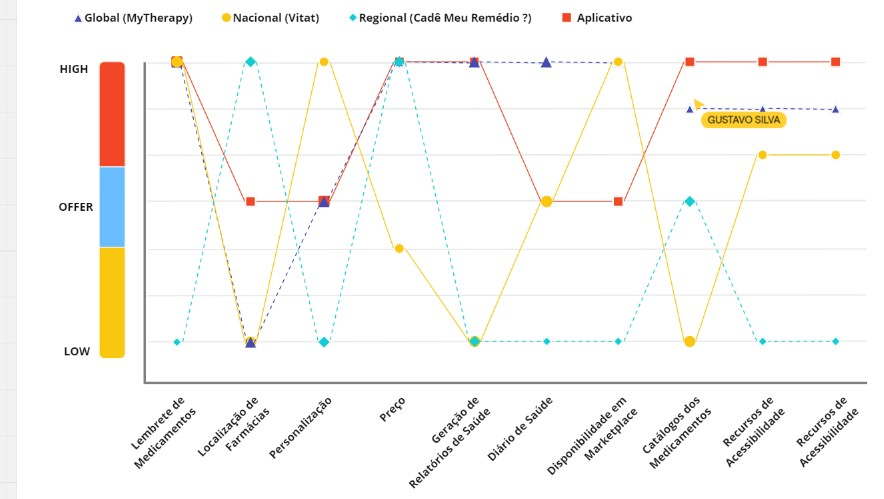 Global (MyTherapy) Nacional (Vitat) Regional (Cadê Meu Remédio ?) Aplicativo
HIGH
OFFER
LOW
GUSTAVO SILVA
Lembrete de
Medicamentos
Localização de
Farmácias
Personalização
Preço
Geração de
Relatórios de Saúde
Diário de Saúde
Disponibilidade em
Marketplace
Catálogos dos
Medicamentos
Recursos de
Acessibilidade
Recursos de
Acessibilidade